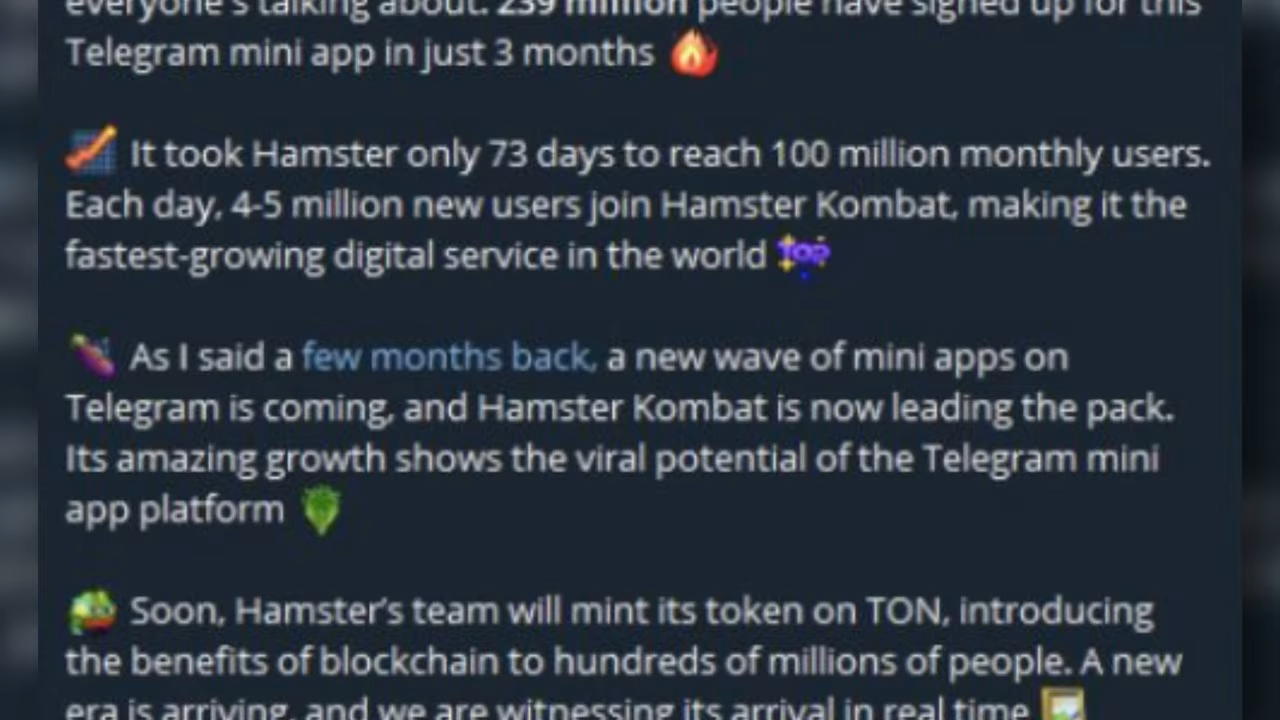 everyone's talking about. 239 million people have signed up for this
Telegram mini app in just 3 months
It took Hamster only 73 days to reach 100 million monthly users.
Each day, 4-5 million new users join Hamster Kombat, making it the
fastest-growing digital service in the world TOP
As I said a few months back, a new wave of mini apps on
Telegram is coming, and Hamster Kombat is now leading the pack.
Its amazing growth shows the viral potential of the Telegram mini
app platform
Soon, Hamster's team will mint its token on TON, introducing
the benefits of blockchain to hundreds of millions of people. A new
era is arriving, and we are witnessing its arrival in real time